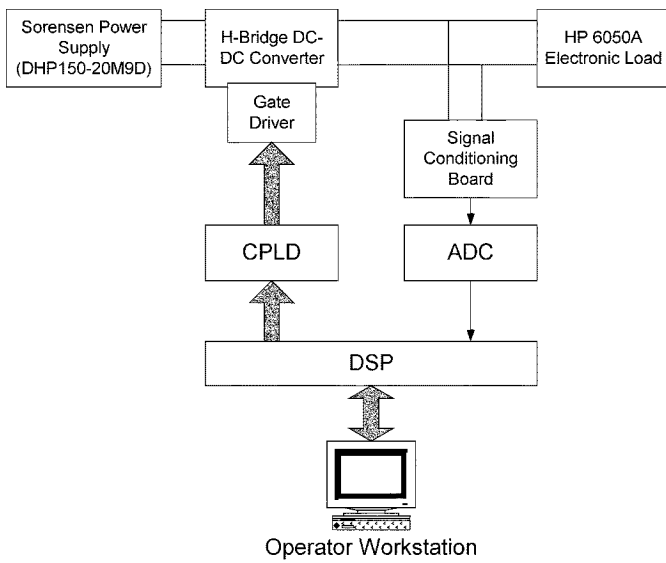 Sorensen Power
Supply
(DHP150-20M9D)
H-Bridge DC-
DC Converter
HP 6050A
Electronic Load
Gate
Driver
Signal
Conditioning
Board
CPLD
ADC
DSP
Operator Workstation